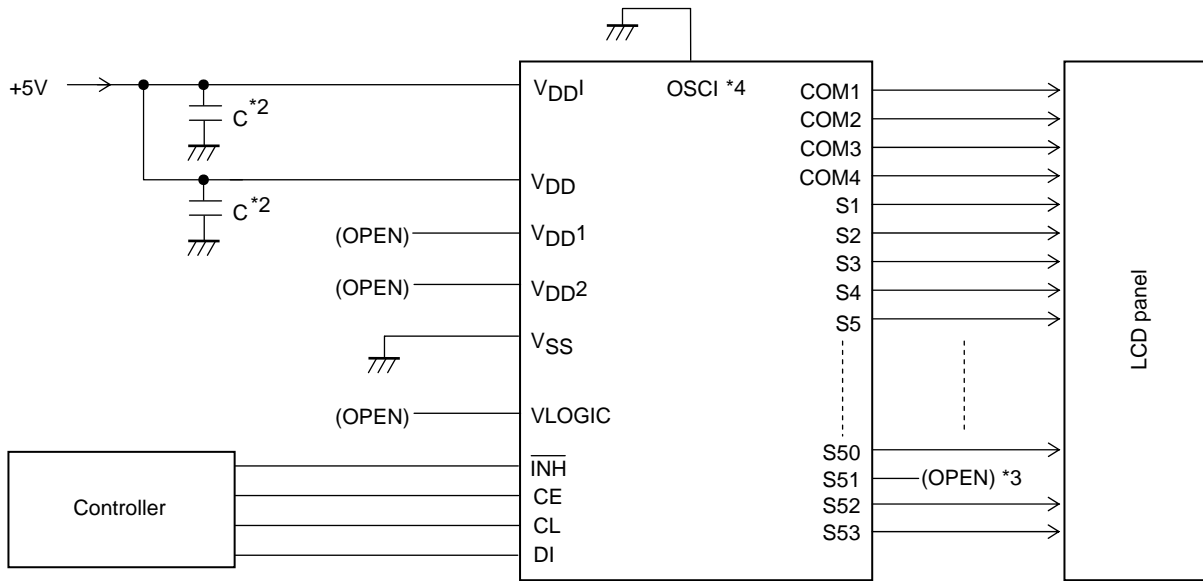 +5V
C*2
C*2
(OPEN)
(OPEN)
(OPEN)
Controller
VDDI
VDD
VDD1
VDD2
VSS
VLOGIC
INH
CE
CL
DI
OSCI *4
COM1
COM2
COM3
COM4
S1
S2
S3
S4
S5
S50
S51
S52
S53
(OPEN) *3
LCD panel